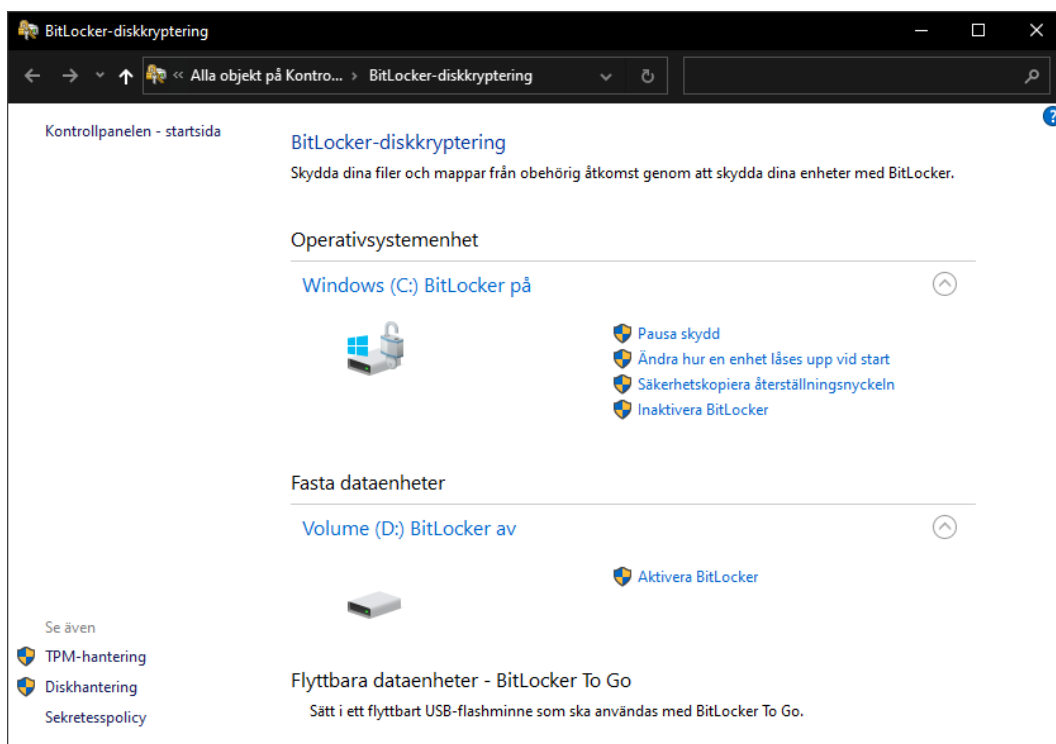 BitLocker-diskkryptering
« Alla objekt på Kontro... › BitLocker-diskkryptering
Kontrollpanelen - startsida
BitLocker-diskkryptering
Skydda dina filer och mappar från obehörig åtkomst genom att skydda dina enheter med BitLocker.
Operativsystemenhet
Windows (C:) BitLocker på
Pausa skydd
Ändra hur en enhet låses upp vid start
Säkerhetskopiera återställningsnyckeln
Inaktivera BitLocker
Fasta dataenheter
Volume (D:) BitLocker av
Aktivera BitLocker
Se även
TPM-hantering
Diskhantering
Sekretesspolicy
Flyttbara dataenheter - BitLocker To Go
Sätt i ett flyttbart USB-flashminne som ska användas med BitLocker To Go.